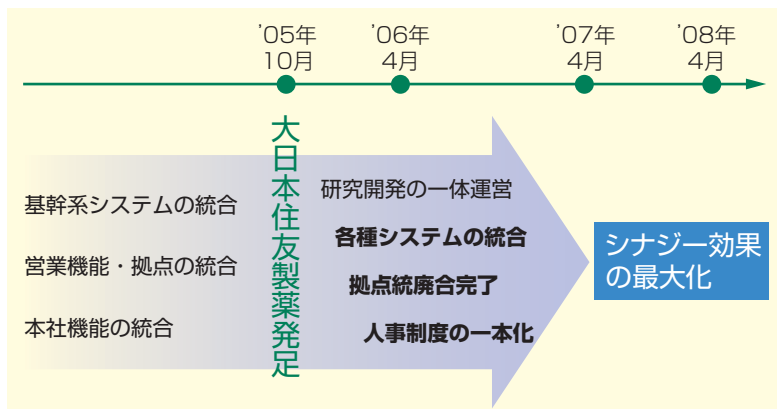 '05年
10月
'06年
4月
'07年
4月
'08年
4月
基幹系システムの統合
営業機能・拠点の統合
本社機能の統合
大日本住友製薬発足
研究開発の一体運営
各種システムの統合
拠点統廃合完了
人事制度の一本化
シナジー効果
の最大化